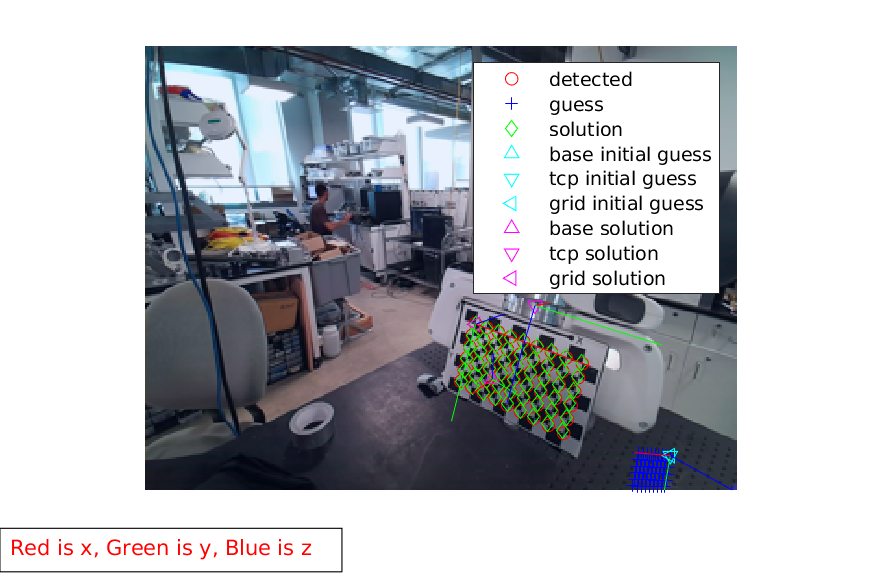 detected
guess
solution
base initial guess
tcp initial guess
grid initial guess
base solution
tcp solution
grid solution
X
Red is x, Green is y, Blue is z